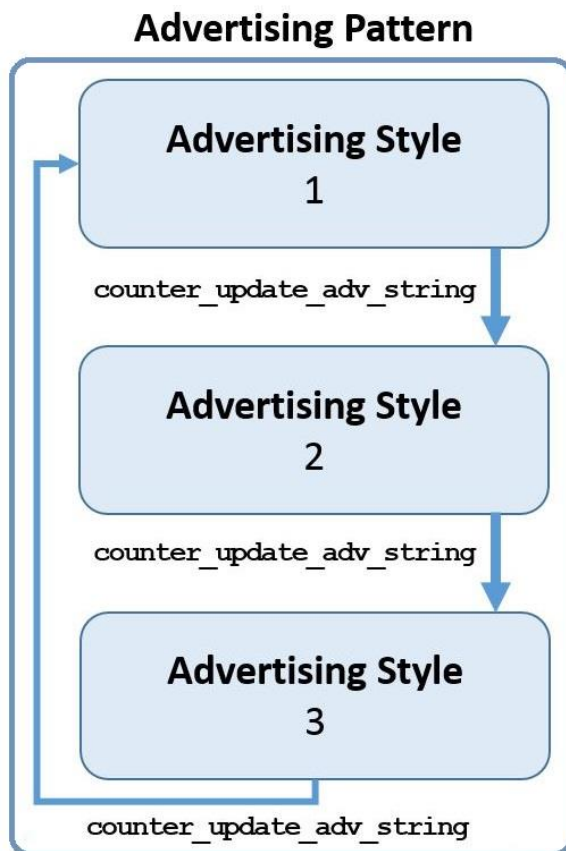 Advertising Pattern
Advertising Style
1
counter_update_adv_string
Advertising Style
2
counter_update_adv_string
Advertising Style
3
counter_update_adv_string